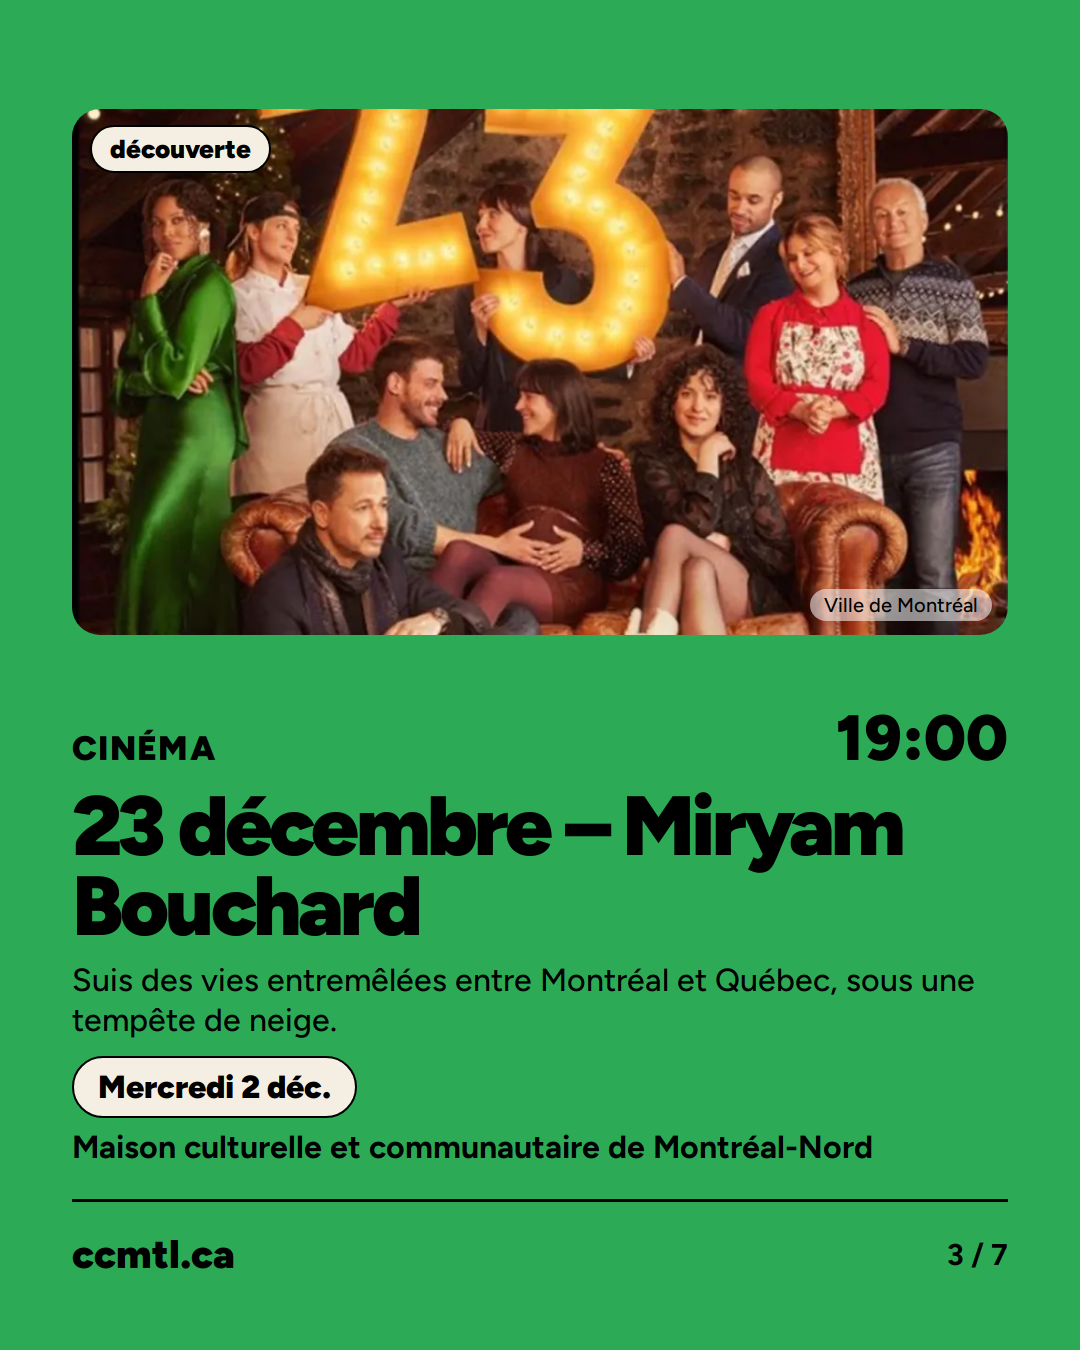 découverte
23
Ville de Montréal
CINÉMA
19:00
23 décembre – Miryam
Bouchard
Suis des vies entremêlées entre Montréal et Québec, sous une
tempête de neige.
Mercredi 2 déc.
Maison culturelle et communautaire de Montréal-Nord
ccmtl.ca
3 / 7